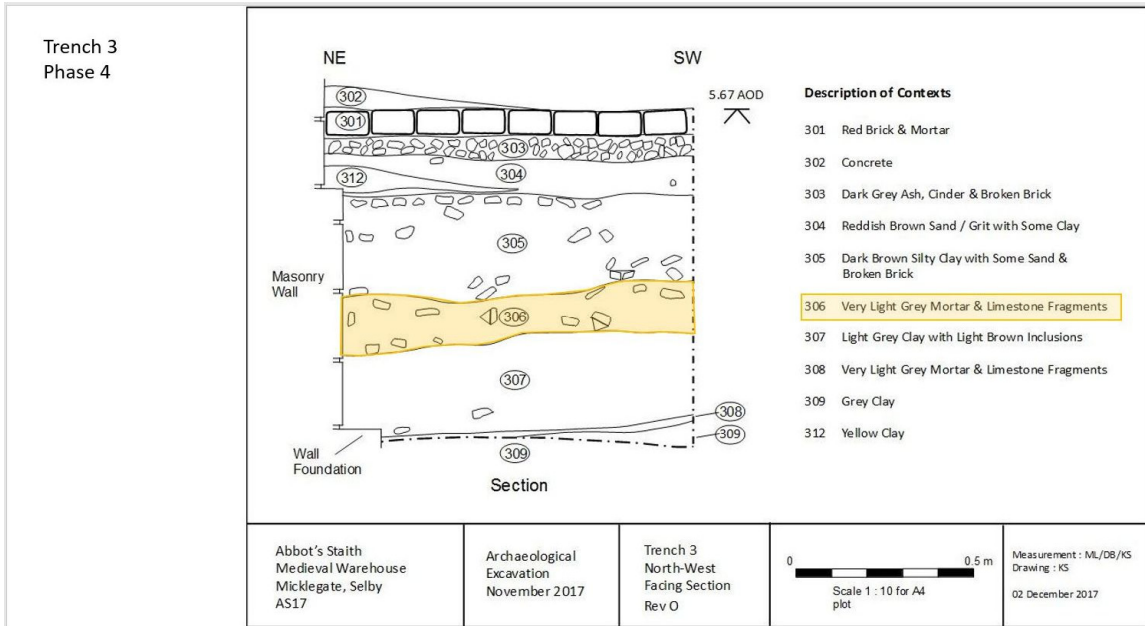 Trench 3
Phase 4
NE
SW
5.67 AOD
302
301
303
304
312
305
Masonry
Wall
306
307
308
309
Wall
Foundation
309
Section
Description of Contexts
301 Red Brick & Mortar
302 Concrete
303 Dark Grey Ash, Cinder & Broken Brick
304 Reddish Brown Sand / Grit with Some Clay
305 Dark Brown Silty Clay with Some Sand &
Broken Brick
306 Very Light Grey Mortar & Limestone Fragments
307 Light Grey Clay with Light Brown Inclusions
308 Very Light Grey Mortar & Limestone Fragments
309 Grey Clay
312 Yellow Clay
Abbot's Staith
Medieval Warehouse
Micklegate, Selby
AS17
Archaeological
Excavation
November 2017
Trench 3
North-West
Facing Section
Rev O
0 0.5 m
Scale 1 : 10 for A4
plot
Measurement : ML/DB/KS
Drawing : KS
02 December 2017